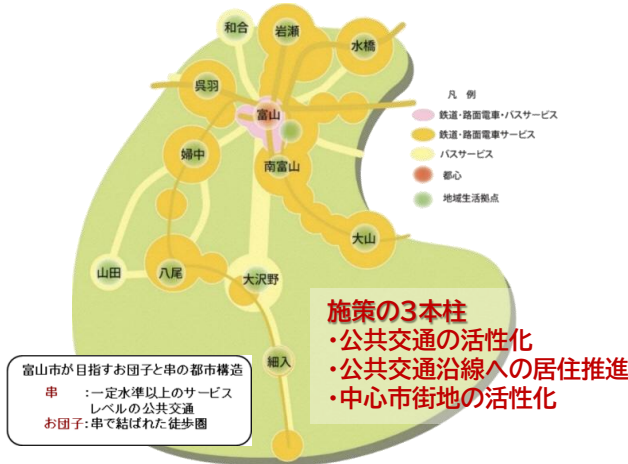 和合
岩瀬
水橋
呉羽
富山
婦中
南富山
大山
山田
八尾
大沢野
細入
凡 例
鉄道・路面電車・バスサービス
鉄道・路面電車サービス
バスサービス
都心
地域生活拠点
施策の3本柱
・公共交通の活性化
・公共交通沿線への居住推進
・中心市街地の活性化
富山市が目指すお団子と串の都市構造
串 :一定水準以上のサービス
レベルの公共交通
お団子:串で結ばれた徒歩圏